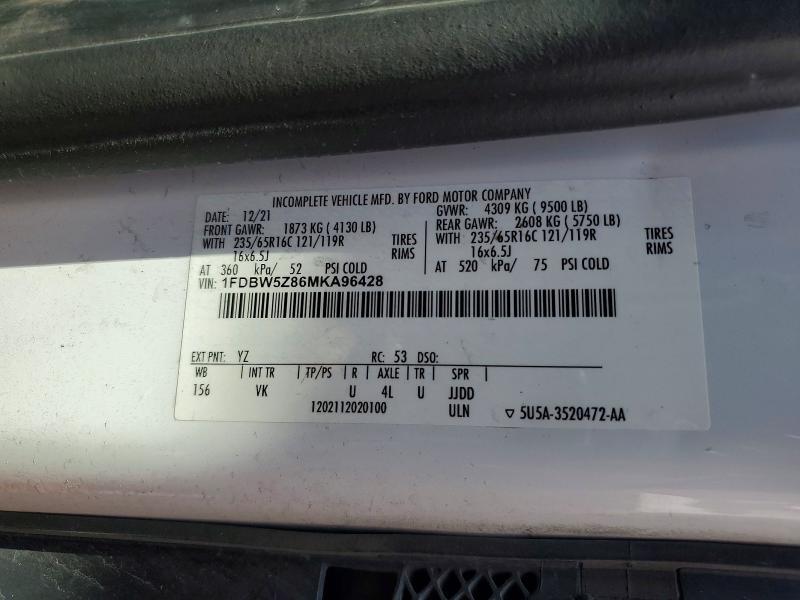 INCOMPLETE VEHICLE MFD. BY FORD MOTOR COMPANY
DATE: 12/21 GVWR: 4309 KG ( 9500 LB)
FRONT GAWR: 1873 KG ( 4130 LB) REAR GAWR: 2608 KG ( 5750 LB)
WITH 235/65R16C 121/119R TIRES WITH 235/65R16C 121/119R TIRES
16x6.5J RIMS 16x6.5J RIMS
AT 360 kPa/ 52 PSI COLD AT 520 kPa/ 75 PSI COLD
VIN: 1FDBW5Z86MKA96428
EXT PNT: YZ RC: 53 DSO:
WB INT TR TP/PS R AXLE TR SPR
156 VK U 4L U JJDD
1202112020100 ULN ▽ 5U5A-3520472-AA